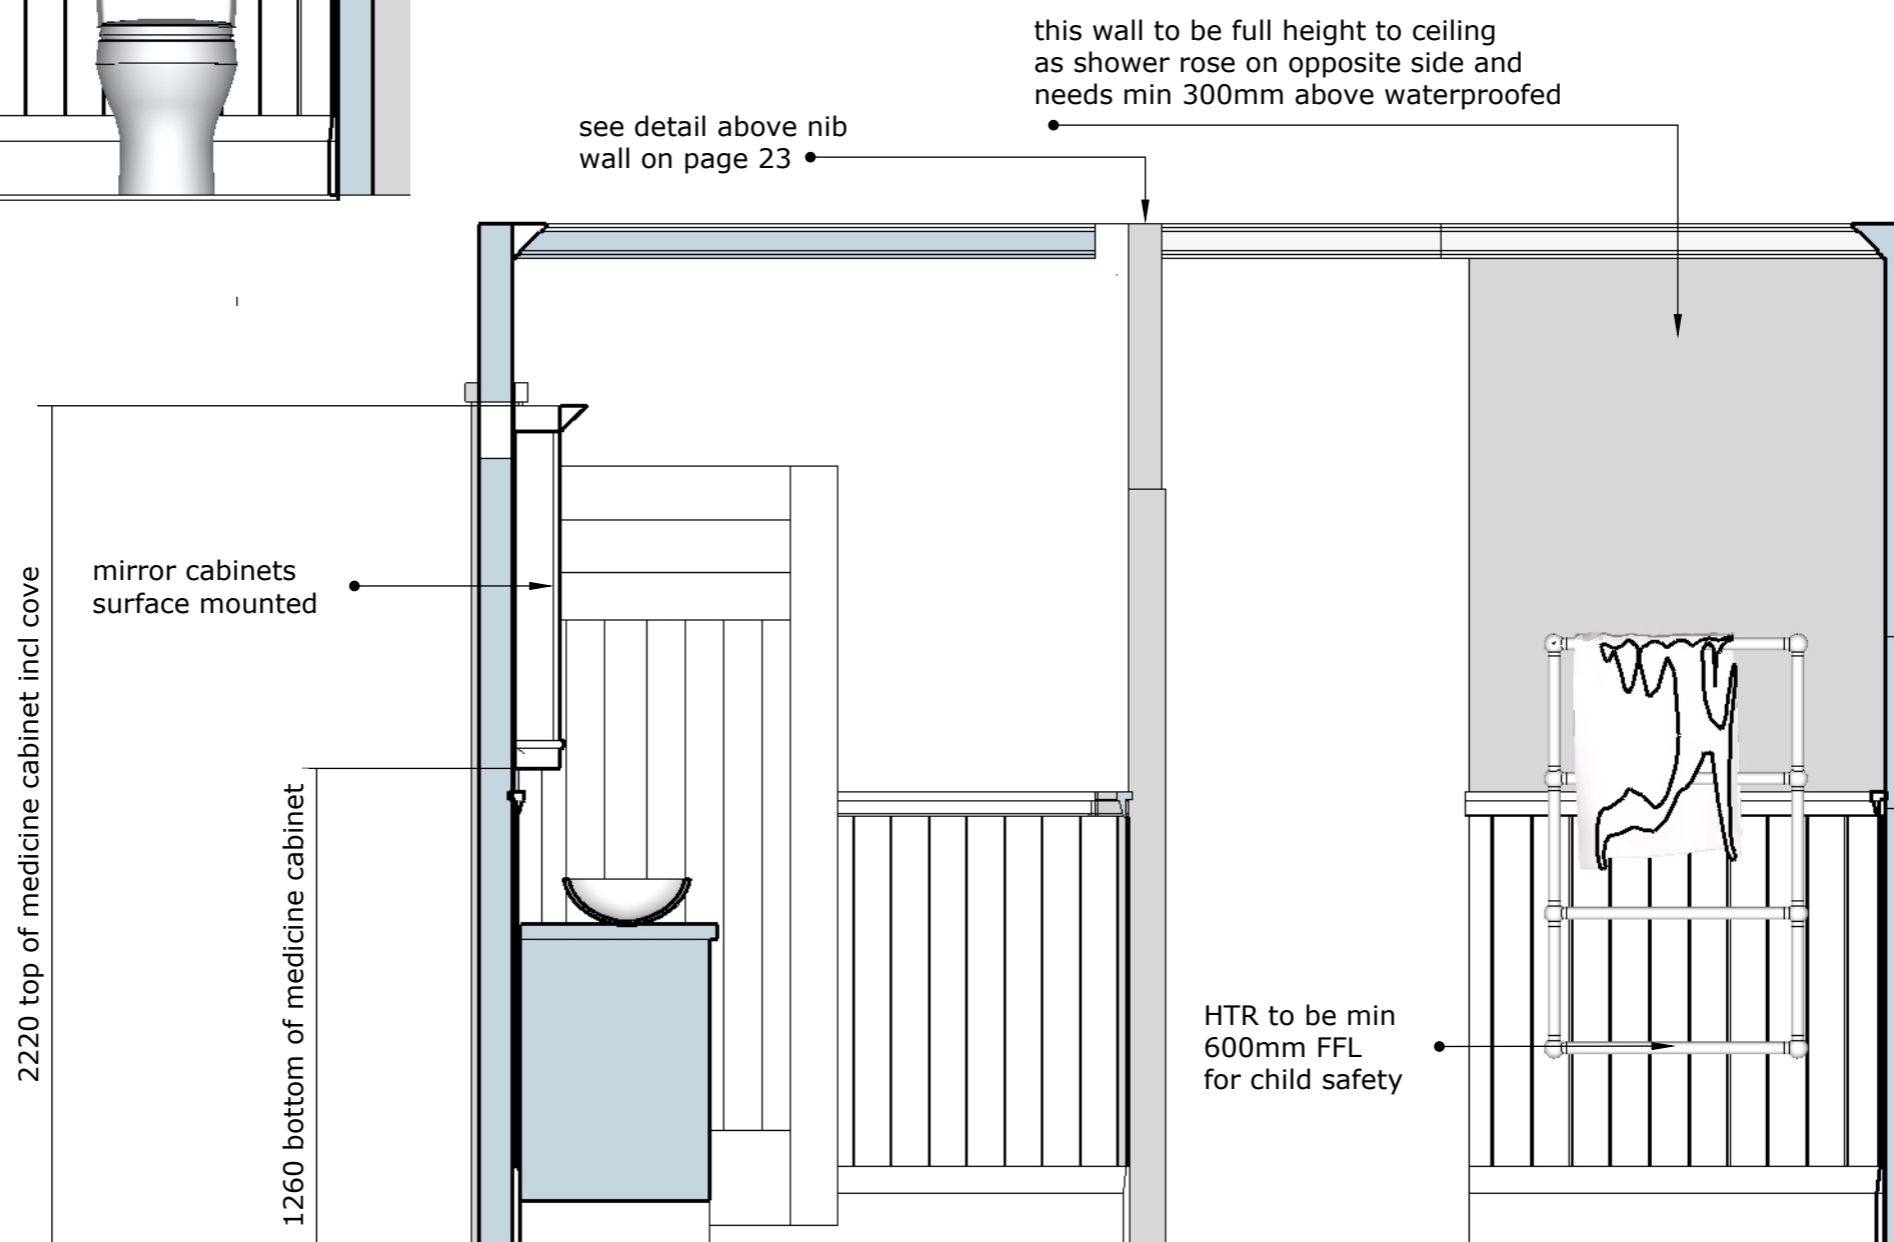 this wall to be full height to ceiling
as shower rose on opposite side and
needs min 300mm above waterproofed
see detail above nib
wall on page 23
mirror cabinets
surface mounted
2220 top of medicine cabinet incl cove
1260 bottom of medicine cabinet
HTR to be min
600mm FFL
for child safety